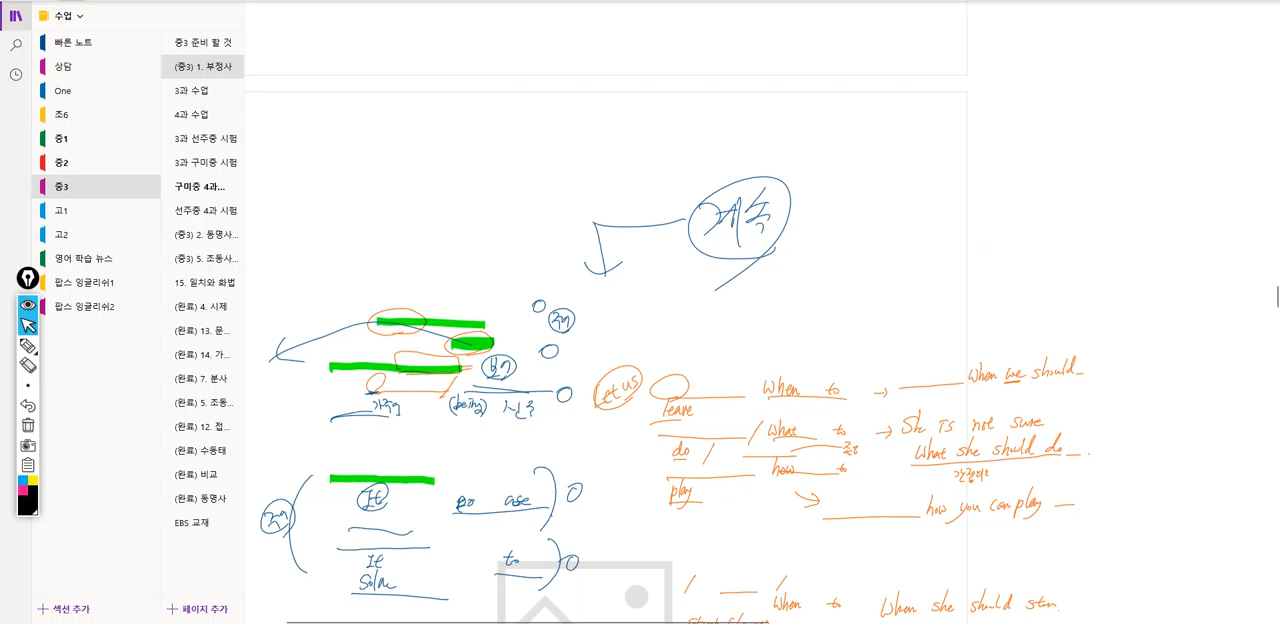 수업
빠른 노트
상담
One
초6
중1
중2
중3
고1
고2
영어 학습 뉴스
팝스 잉글리쉬1
팝스 잉글리쉬2
섹션 추가
중3 준비 할 것
(중3) 1. 부정사
3과 수업
4과 수업
3과 선주중 시험
3과 구미중 시험
구미중 4과...
선주중 4과 시험
(중3) 2. 동명사...
(중3) 5. 조동사...
15. 일치와 화법
(완료) 4. 시제
(완료) 13. 문...
(완료) 14. 가...
(완료) 7. 분사
(완료) 5. 조동...
(완료) 12. 접...
(완료) 수동태
(완료) 비교
(완료) 동명사
EBS 교재
페이지 추가
계속
주어
보어
가주어
(being)
주어
It
It
to
Let us
leave
When to → When we should
do / / What to → She is not sure
What she should do
간접의문
play how to
how you can play
When to When she should